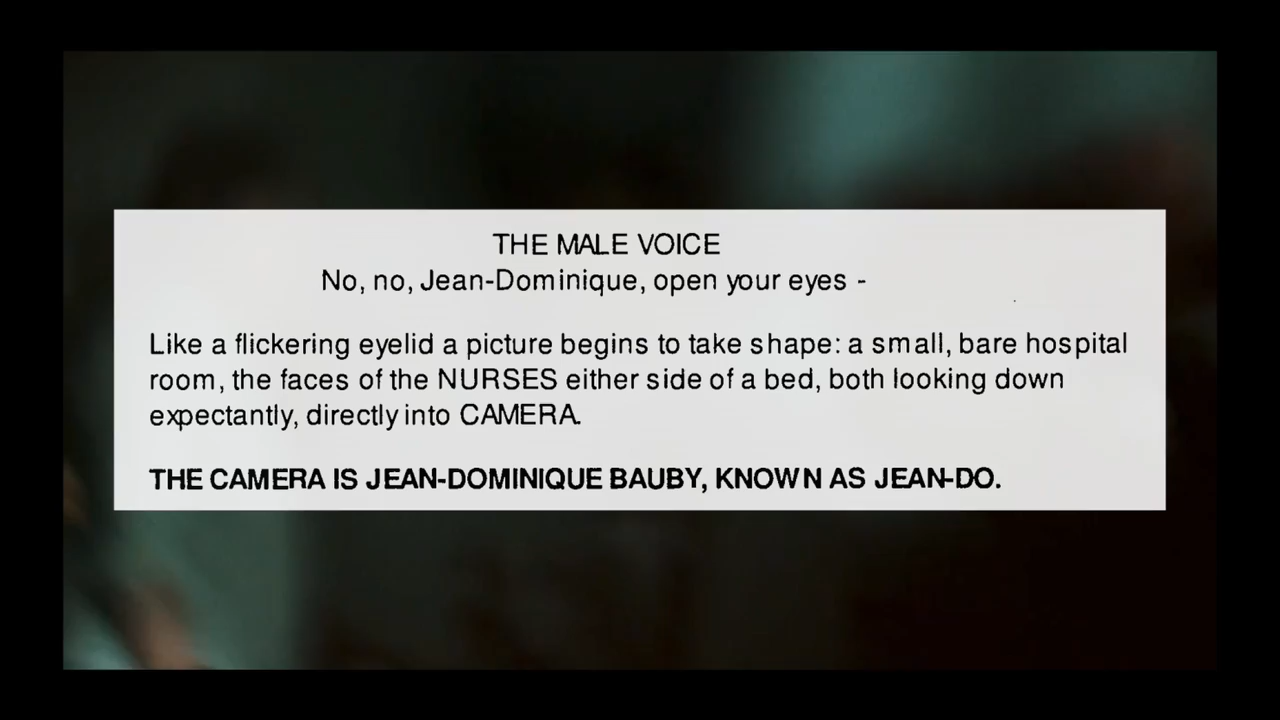 THE MALE VOICE
No, no, Jean-Dominique, open your eyes -
Like a flickering eyelid a picture begins to take shape: a small, bare hospital
room, the faces of the NURSES either side of a bed, both looking down
expectantly, directly into CAMERA.
THE CAMERA IS JEAN-DOMINIQUE BAUBY, KNOWN AS JEAN-DO.